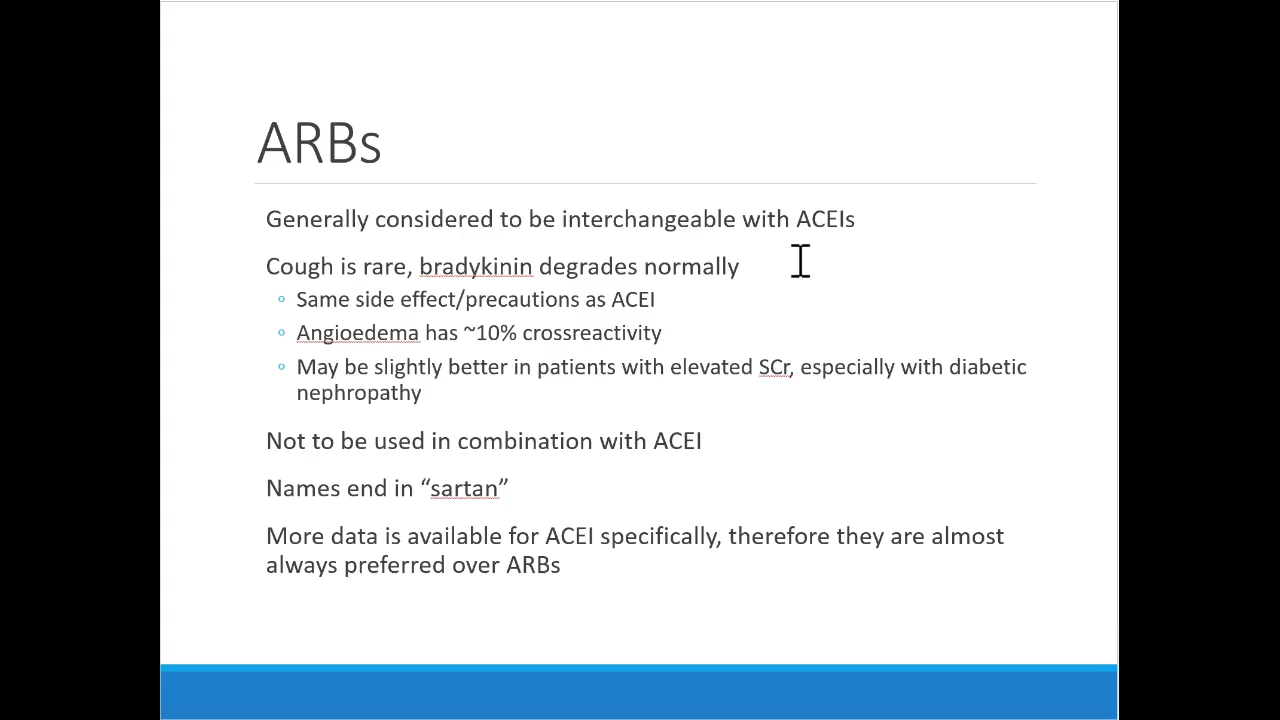 ARBs
Generally considered to be interchangeable with ACEIs
Cough is rare, bradykinin degrades normally
Same side effect/precautions as ACEI
Angioedema has ~10% crossreactivity
May be slightly better in patients with elevated SCr, especially with diabetic
nephropathy
Not to be used in combination with ACEI
Names end in “sartan”
More data is available for ACEI specifically, therefore they are almost
always preferred over ARBs